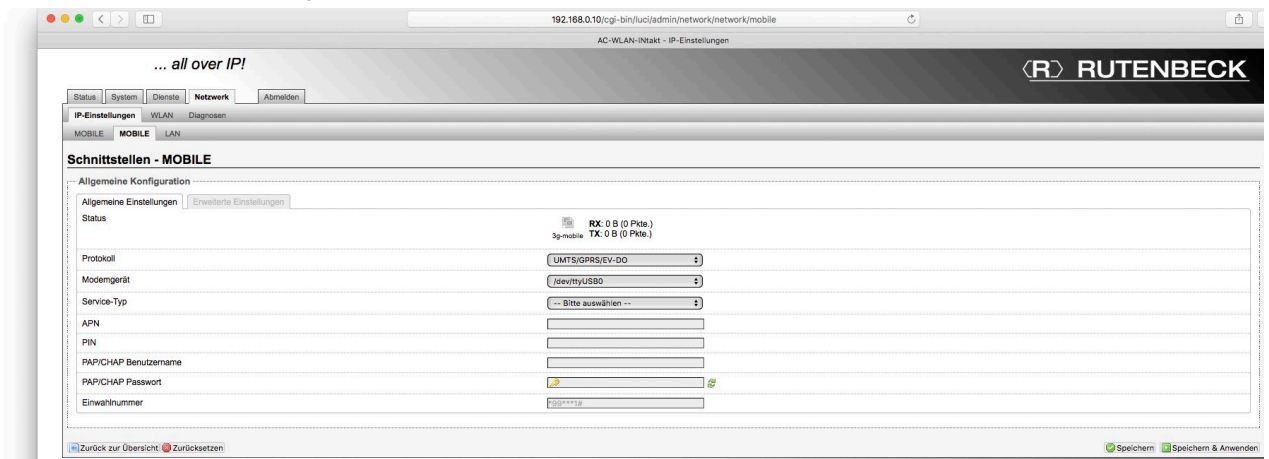 192.168.0.10/cgi-bin/luci/admin/network/network/mobile
AC-WLAN-INtakt - IP-Einstellungen
... all over IP!
⟨R⟩ RUTENBECK
Status System Dienste Netzwerk Abmelden
IP-Einstellungen WLAN Diagnosen
MOBILE MOBILE LAN
Schnittstellen - MOBILE
Allgemeine Konfiguration
Allgemeine Einstellungen Erweiterte Einstellungen
Status
RX: 0 B (0 Pkte.)
3g-mobile TX: 0 B (0 Pkte.)
Protokoll UMTS/GPRS/EV-DO
Modemgerät /dev/ttyUSB0
Service-Typ -- Bitte auswählen --
APN
PIN
PAP/CHAP Benutzername
PAP/CHAP Passwort
Einwahlnummer *99***1#
Zurück zur Übersicht Zurücksetzen Speichern Speichern & Anwenden